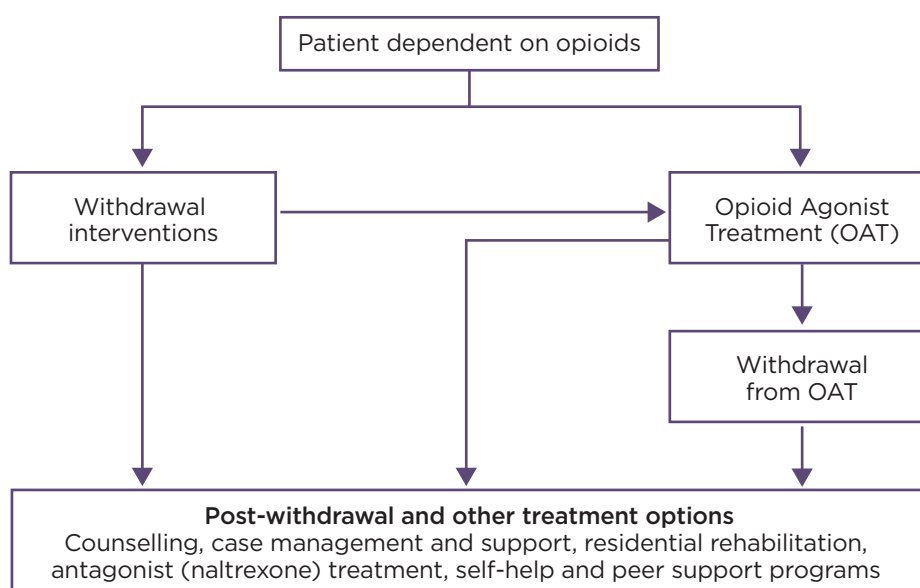 Patient dependent on opioids
Withdrawal
interventions
Opioid Agonist
Treatment (OAT)
Withdrawal
from OAT
Post-withdrawal and other treatment options
Counselling, case management and support, residential rehabilitation,
antagonist (naltrexone) treatment, self-help and peer support programs